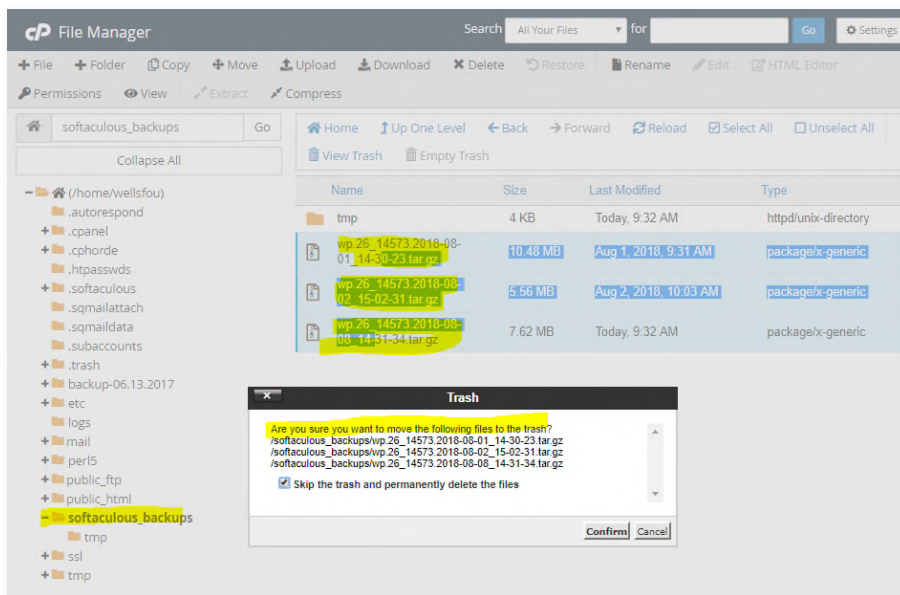 cP File Manager
Search All Your Files for Go Settings
File Folder Copy Move Upload Download Delete Restore Rename Edit HTML Editor
Permissions View Extract Compress
softaculous_backups Go
Collapse All
(/home/wellsfou)
.autorespond
.cpanel
.cphorde
.htpasswds
.softaculous
.sqmailattach
.sqmaildata
.subaccounts
.trash
backup-06.13.2017
etc
logs
mail
perl5
public_ftp
public_html
softaculous_backups
tmp
ssl
tmp
Home Up One Level Back Forward Reload Select All Unselect All
View Trash Empty Trash
Name Size Last Modified Type
tmp 4 KB Today, 9:32 AM httpd/unix-directory
wp.26_14573.2018-08-
01_14-30-23.tar.gz 10.48 MB Aug 1, 2018, 9:31 AM package/x-generic
wp.26_14573.2018-08-
02_15-02-31.tar.gz 5.56 MB Aug 2, 2018, 10:03 AM package/x-generic
wp.26_14573.2018-08-
08_14-31-34.tar.gz 7.62 MB Today, 9:32 AM package/x-generic
x Trash
Are you sure you want to move the following files to the trash?
/softaculous_backups/wp.26_14573.2018-08-01_14-30-23.tar.gz
/softaculous_backups/wp.26_14573.2018-08-02_15-02-31.tar.gz
/softaculous_backups/wp.26_14573.2018-08-08_14-31-34.tar.gz
Skip the trash and permanently delete the files
Confirm Cancel